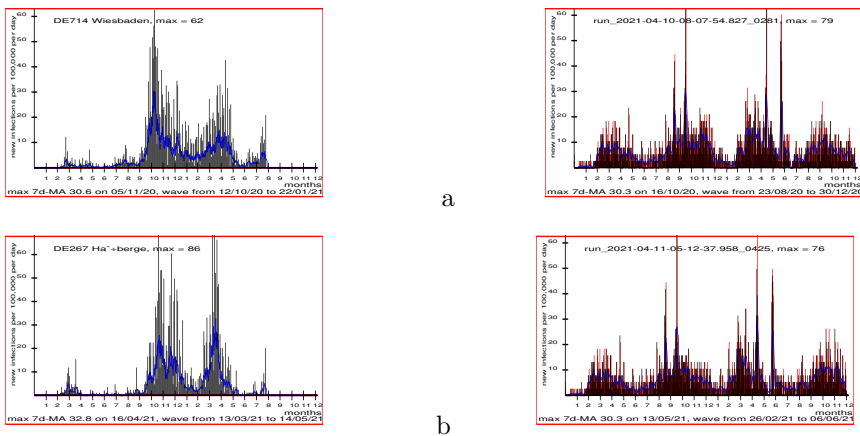 DE714 Wiesbaden, max = 62
new infections per 100,000 per day
60
50
40
30
20
10
1 2 3 4 5 6 7 8 9 10 11 12 1 2 3 4 5 6 7 8 9 10 11 12
months
max 7d-MA 30.6 on 05/11/20, wave from 12/10/20 to 22/01/21
run_2021-04-10-08-07-54.827_0281, max = 79
new infections per 100,000 per day
60
50
40
30
20
10
1 2 3 4 5 6 7 8 9 10 11 12 1 2 3 4 5 6 7 8 9 10 11 12
months
max 7d-MA 30.3 on 16/10/20, wave from 23/08/20 to 30/12/20
a
DE267 Ha˜÷berge, max = 86
new infections per 100,000 per day
60
50
40
30
20
10
1 2 3 4 5 6 7 8 9 10 11 12 1 2 3 4 5 6 7 8 9 10 11 12
months
max 7d-MA 32.8 on 16/04/21, wave from 13/03/21 to 14/05/21
run_2021-04-11-05-12-37.958_0425, max = 76
new infections per 100,000 per day
60
50
40
30
20
10
1 2 3 4 5 6 7 8 9 10 11 12 1 2 3 4 5 6 7 8 9 10 11 12
months
max 7d-MA 30.3 on 13/05/21, wave from 26/02/21 to 06/06/21
b